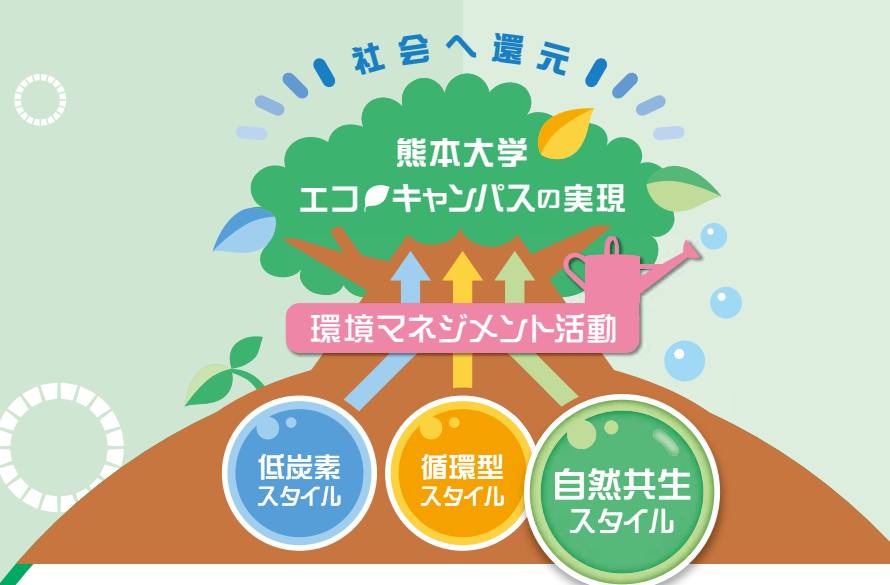 社会へ還元
熊本大学
エコ キャンパスの実現
環境マネジメント活動
低炭素
スタイル
循環型
スタイル
自然共生
スタイル